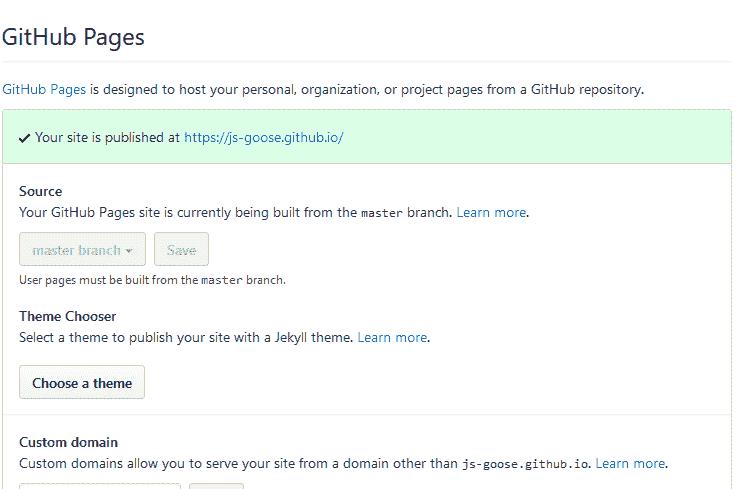 GitHub Pages
GitHub Pages is designed to host your personal, organization, or project pages from a GitHub repository.
Your site is published at https://js-goose.github.io/
Source
Your GitHub Pages site is currently being built from the master branch. Learn more.
master branch Save
User pages must be built from the master branch.
Theme Chooser
Select a theme to publish your site with a Jekyll theme. Learn more.
Choose a theme
Custom domain
Custom domains allow you to serve your site from a domain other than js-goose.github.io. Learn more.